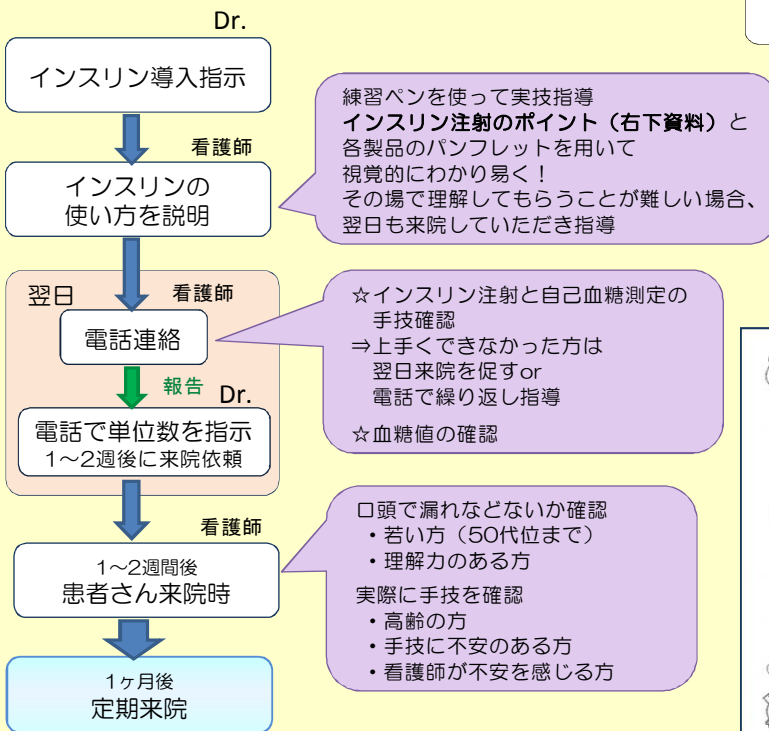 Dr.
インスリン導入指示
看護師
インスリンの
使い方を説明
練習ペンを使って実技指導
インスリン注射のポイント（右下資料）と
各製品のパンフレットを用いて
視覚的にわかり易く！
その場で理解してもらうことが難しい場合、
翌日も来院していただき指導
翌日
看護師
電話連絡
☆インスリン注射と自己血糖測定の
手技確認
⇒上手くできなかった方は
翌日来院を促すor
電話で繰り返し指導
☆血糖値の確認
報告
Dr.
電話で単位数を指示
1～2週後に来院依頼
看護師
1～2週間後
患者さん来院時
口頭で漏れなどないか確認
・若い方（50代位まで）
・理解力のある方
実際に手技を確認
・高齢の方
・手技に不安のある方
・看護師が不安を感じる方
1ヶ月後
定期来院